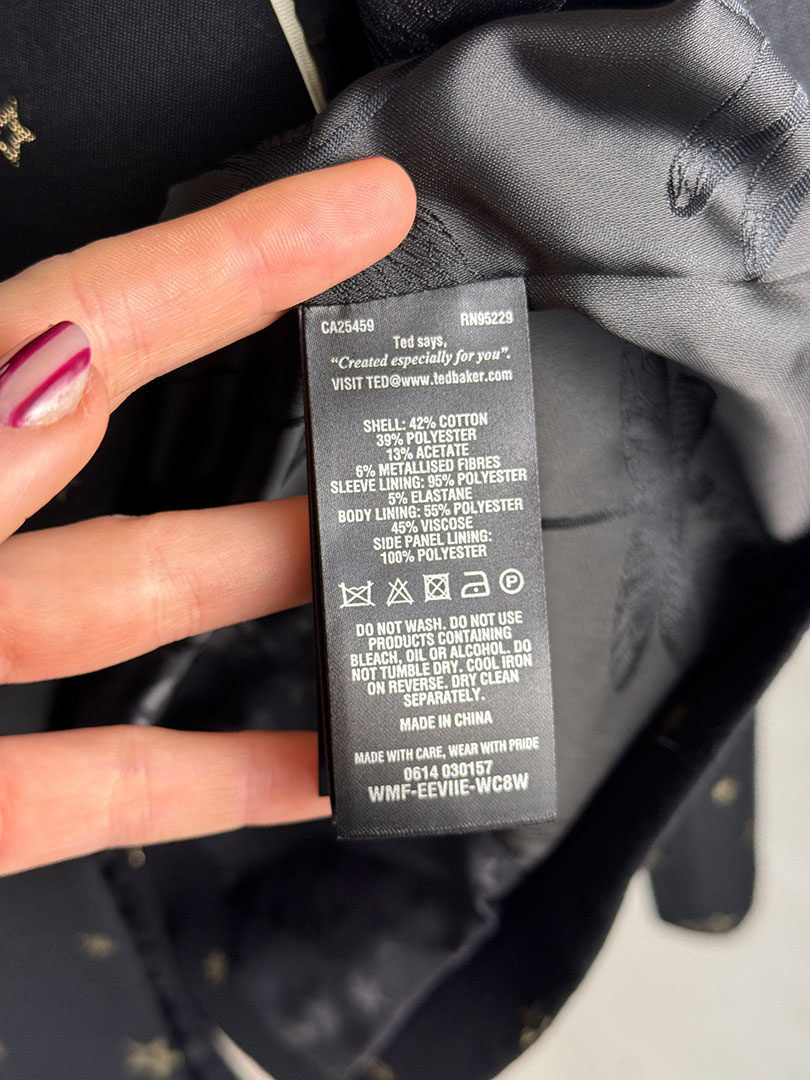 CA25459 RN95229
Ted says,
“Created especially for you”.
VISIT TED@www.tedbaker.com
SHELL: 42% COTTON
39% POLYESTER
13% ACETATE
6% METALLISED FIBRES
SLEEVE LINING: 95% POLYESTER
5% ELASTANE
BODY LINING: 55% POLYESTER
45% VISCOSE
SIDE PANEL LINING:
100% POLYESTER
P
DO NOT WASH. DO NOT USE
PRODUCTS CONTAINING
BLEACH, OIL OR ALCOHOL. DO
NOT TUMBLE DRY. COOL IRON
ON REVERSE. DRY CLEAN
SEPARATELY.
MADE IN CHINA
MADE WITH CARE, WEAR WITH PRIDE
0614 030157
WMF-EEVIIE-WC8W